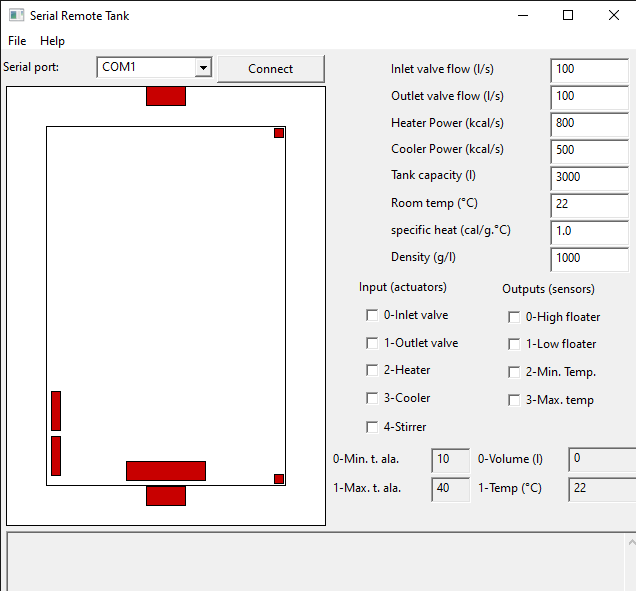 Serial Remote Tank
File Help
Serial port: COM1 Connect
Inlet valve flow (l/s) 100
Outlet valve flow (l/s) 100
Heater Power (kcal/s) 800
Cooler Power (kcal/s) 500
Tank capacity (l) 3000
Room temp (°C) 22
specific heat (cal/g.°C) 1.0
Density (g/l) 1000
Input (actuators)
0-Inlet valve
1-Outlet valve
2-Heater
3-Cooler
4-Stirrer
Outputs (sensors)
0-High floater
1-Low floater
2-Min. Temp.
3-Max. temp
0-Min. t. ala. 10 0-Volume (l) 0
1-Max. t. ala. 40 1-Temp (°C) 22